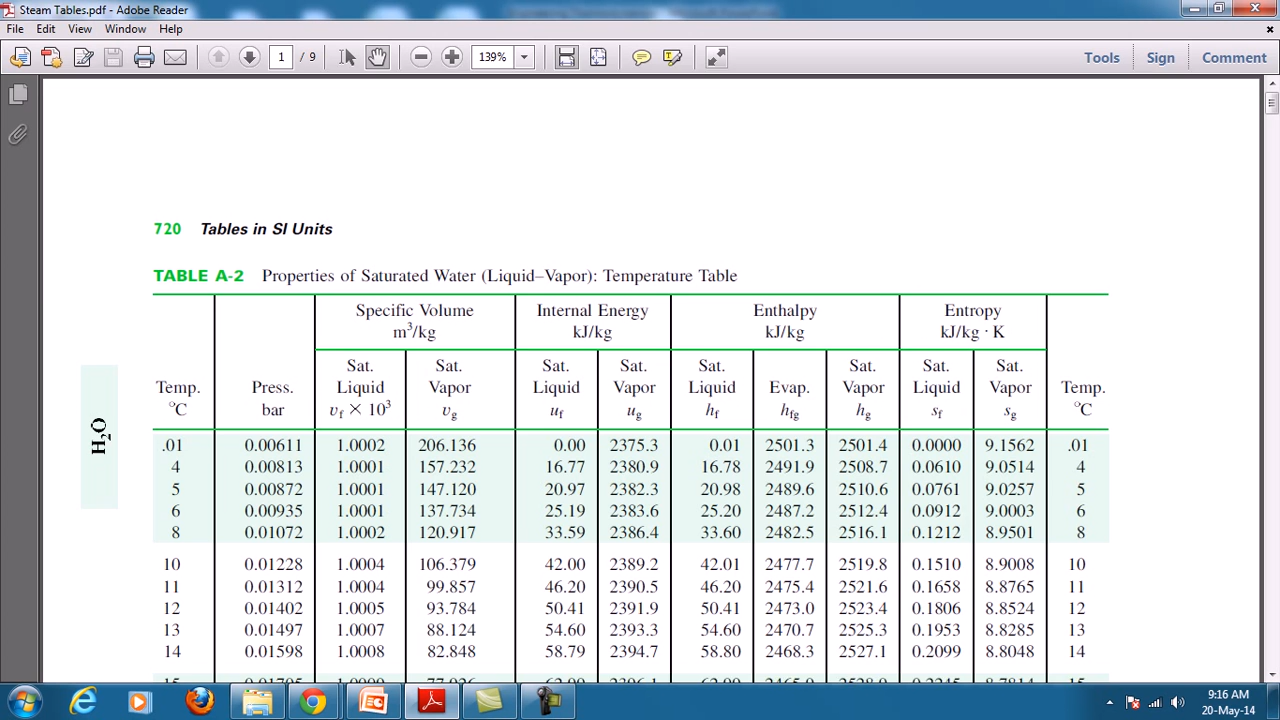 Steam Tables.pdf - Adobe Reader
File Edit View Window Help
1 / 9 139% Tools Sign Comment
720 Tables in SI Units
TABLE A-2 Properties of Saturated Water (Liquid–Vapor): Temperature Table
Specific Volume Internal Energy Enthalpy Entropy
m³/kg kJ/kg kJ/kg kJ/kg · K
Sat. Sat. Sat. Sat. Sat. Sat. Sat. Sat.
Temp. Press. Liquid Vapor Liquid Vapor Liquid Evap. Vapor Liquid Vapor Temp.
°C bar υf × 10³ υg uf ug hf hfg hg sf sg °C
H₂O
.01 0.00611 1.0002 206.136 0.00 2375.3 0.01 2501.3 2501.4 0.0000 9.1562 .01
4 0.00813 1.0001 157.232 16.77 2380.9 16.78 2491.9 2508.7 0.0610 9.0514 4
5 0.00872 1.0001 147.120 20.97 2382.3 20.98 2489.6 2510.6 0.0761 9.0257 5
6 0.00935 1.0001 137.734 25.19 2383.6 25.20 2487.2 2512.4 0.0912 9.0003 6
8 0.01072 1.0002 120.917 33.59 2386.4 33.60 2482.5 2516.1 0.1212 8.9501 8
10 0.01228 1.0004 106.379 42.00 2389.2 42.01 2477.7 2519.8 0.1510 8.9008 10
11 0.01312 1.0004 99.857 46.20 2390.5 46.20 2475.4 2521.6 0.1658 8.8765 11
12 0.01402 1.0005 93.784 50.41 2391.9 50.41 2473.0 2523.4 0.1806 8.8524 12
13 0.01497 1.0007 88.124 54.60 2393.3 54.60 2470.7 2525.3 0.1953 8.8285 13
14 0.01598 1.0008 82.848 58.79 2394.7 58.80 2468.3 2527.1 0.2099 8.8048 14
9:16 AM
20-May-14